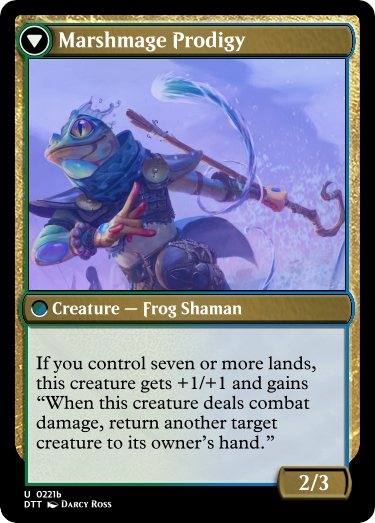 Marshmage Prodigy
Creature — Frog Shaman
If you control seven or more lands,
this creature gets +1/+1 and gains
“When this creature deals combat
damage, return another target
creature to its owner's hand.”
2/3
U 0221b
DTT Darcy Ross